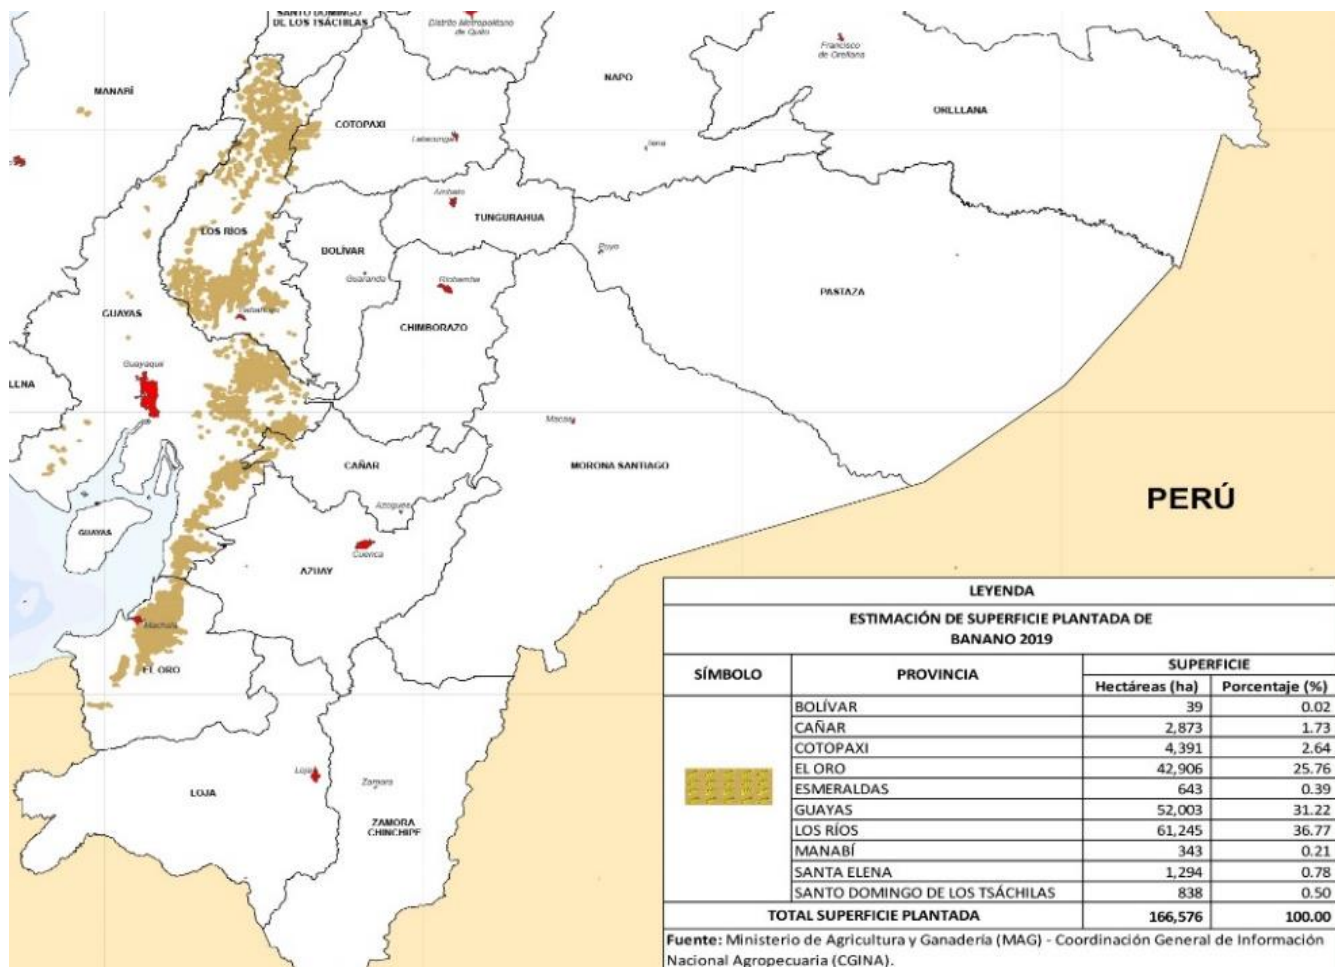 SANTO DOMINGO
DE LOS TSÁCHILAS
Distrito Metropolitano
de Quito
Francisco
de Orellana
NAPO
MANABÍ
ORELLANA
COTOPAXI
Latacunga
Tena
Ambato
TUNGURAHUA
LOS RÍOS
BOLÍVAR
Puyo
Guaranda
Riobamba
PASTAZA
GUAYAS
Babahoyo
CHIMBORAZO
Guayaquil
LENA
Macas
CAÑAR
MORONA SANTIAGO
PERÚ
Azogues
GUAYAS
Cuenca
AZUAY
Machala
EL ORO
Loja
Zamora
LOJA
ZAMORA
CHINCHIPE
LEYENDA
ESTIMACIÓN DE SUPERFICIE PLANTADA DE
BANANO 2019
SÍMBOLO PROVINCIA SUPERFICIE
Hectáreas (ha) Porcentaje (%)
BOLÍVAR 39 0.02
CAÑAR 2,873 1.73
COTOPAXI 4,391 2.64
EL ORO 42,906 25.76
ESMERALDAS 643 0.39
GUAYAS 52,003 31.22
LOS RÍOS 61,245 36.77
MANABÍ 343 0.21
SANTA ELENA 1,294 0.78
SANTO DOMINGO DE LOS TSÁCHILAS 838 0.50
TOTAL SUPERFICIE PLANTADA 166,576 100.00
Fuente: Ministerio de Agricultura y Ganadería (MAG) - Coordinación General de Información
Nacional Agropecuaria (CGINA).